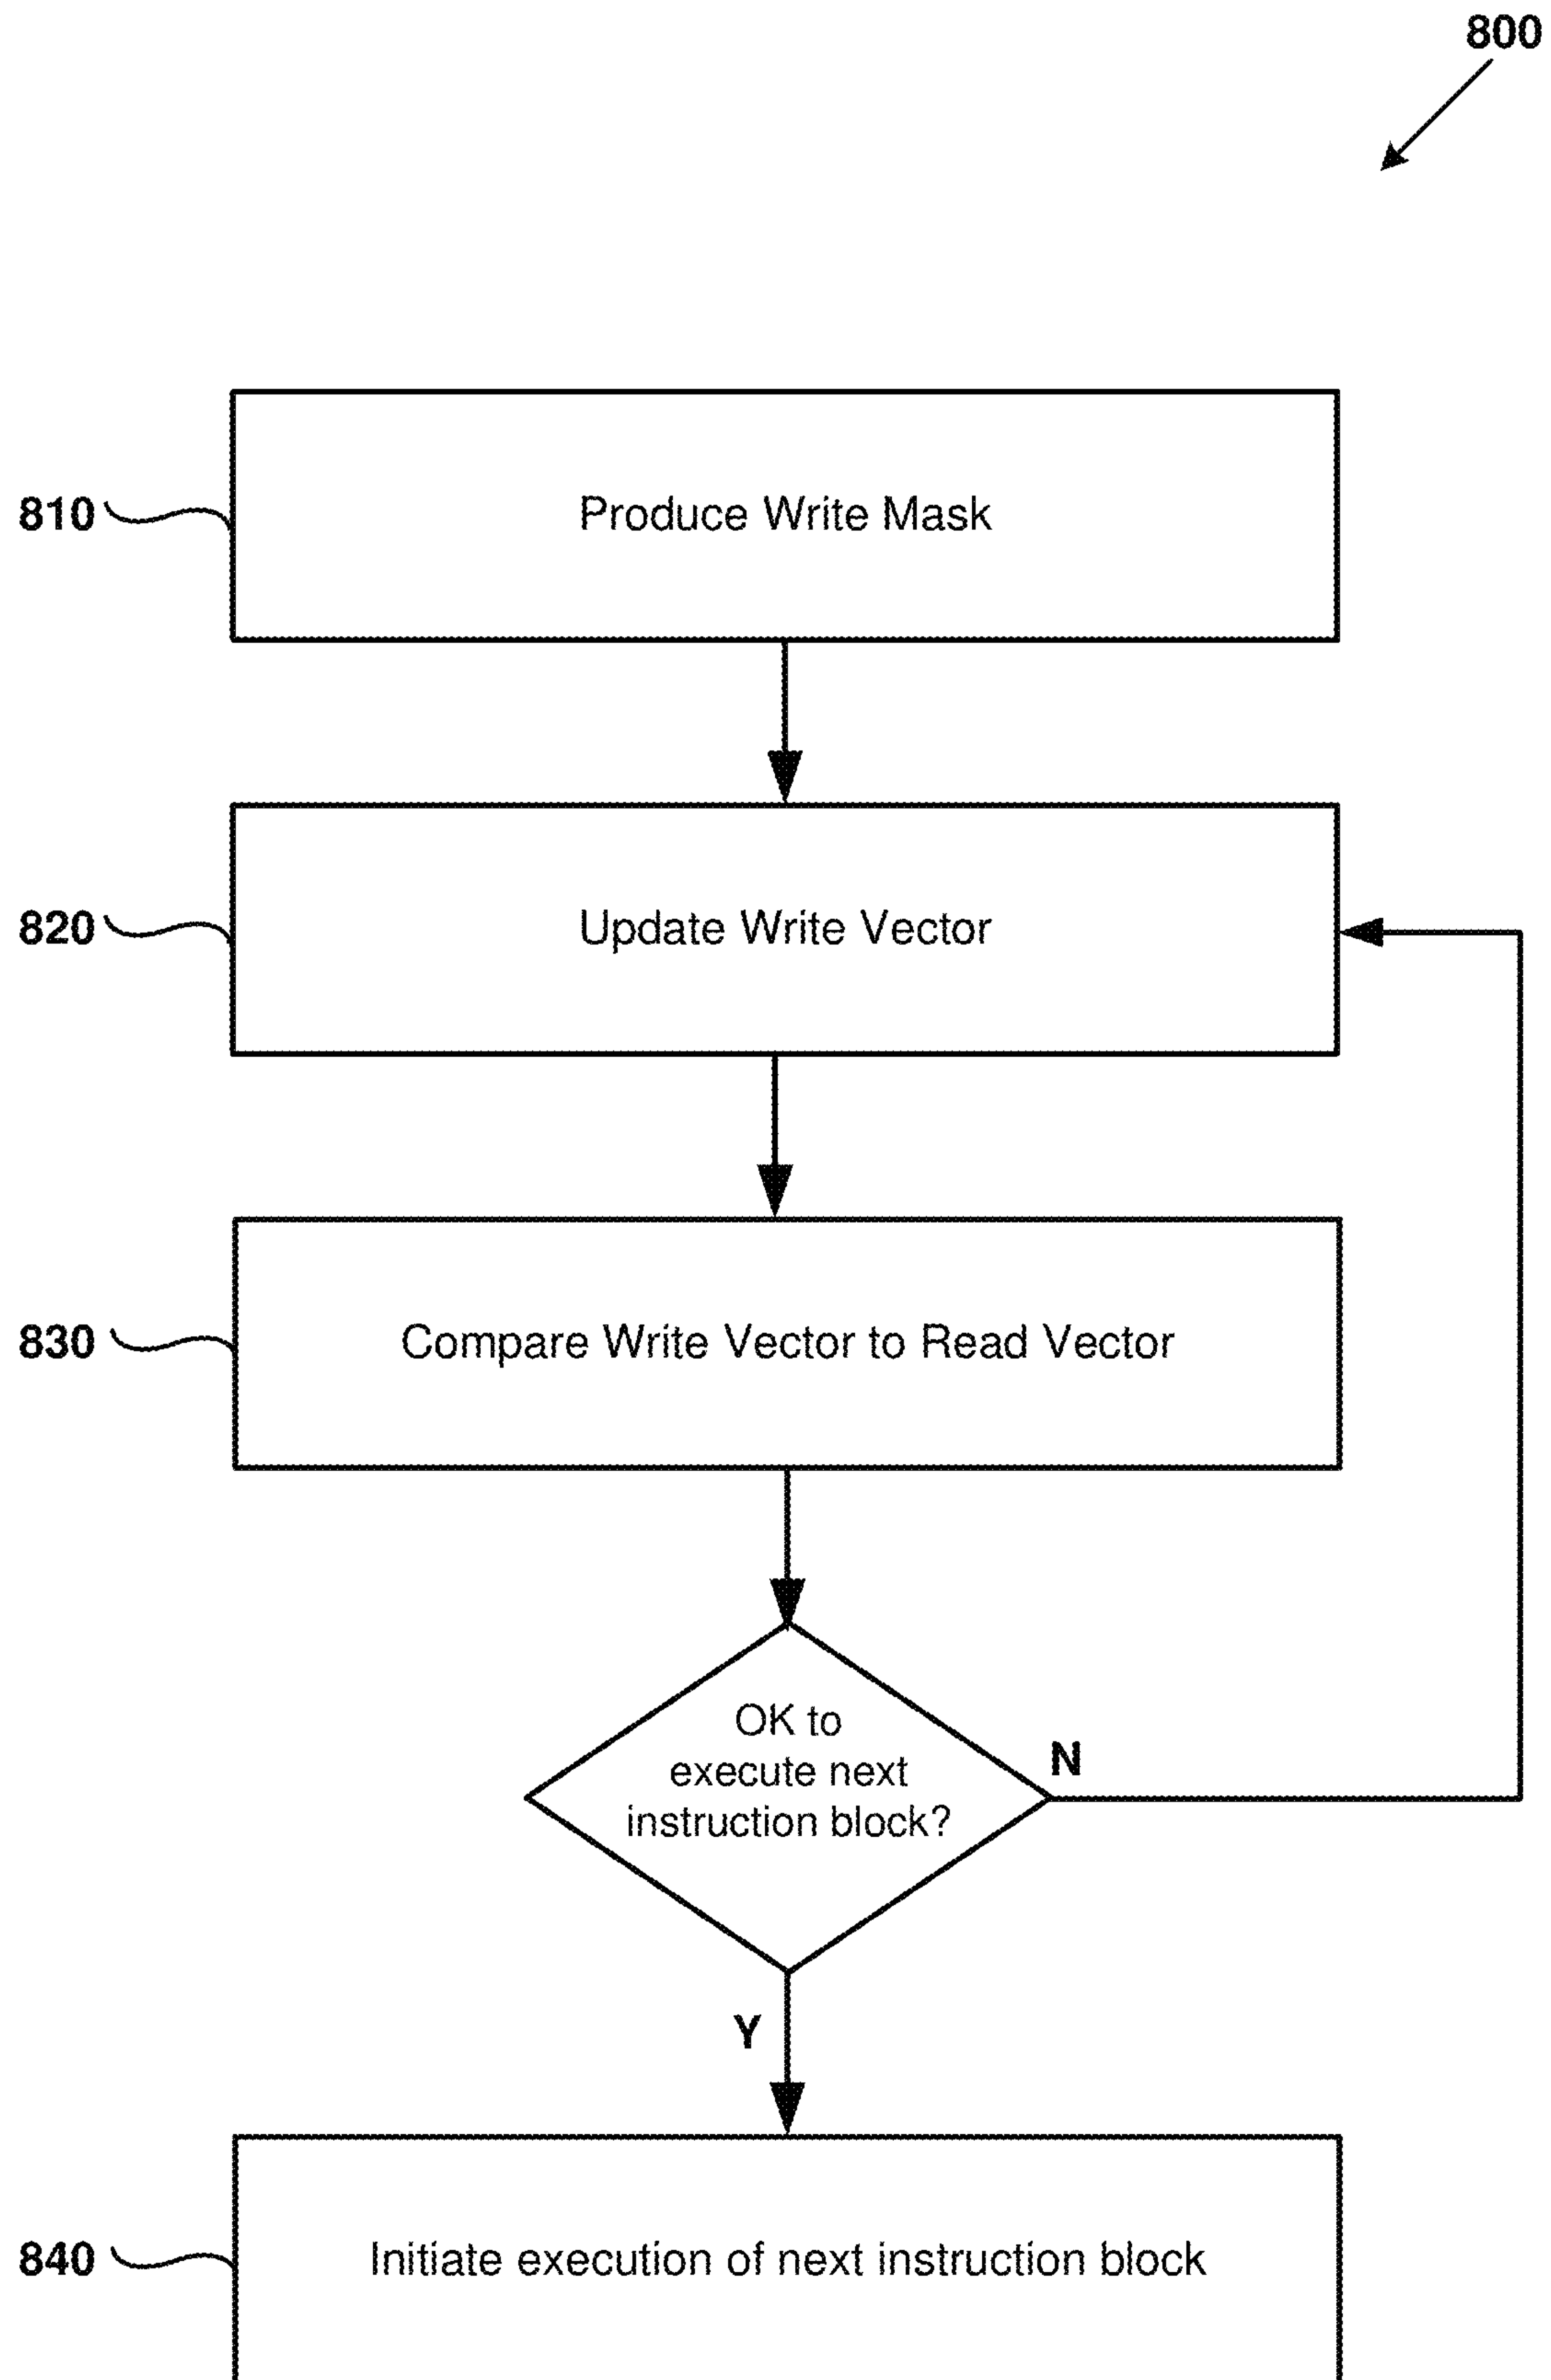 800
810
Produce Write Mask
820
Update Write Vector
830
Compare Write Vector to Read Vector
OK to
execute next
instruction block?
N
Y
840
Initiate execution of next instruction block